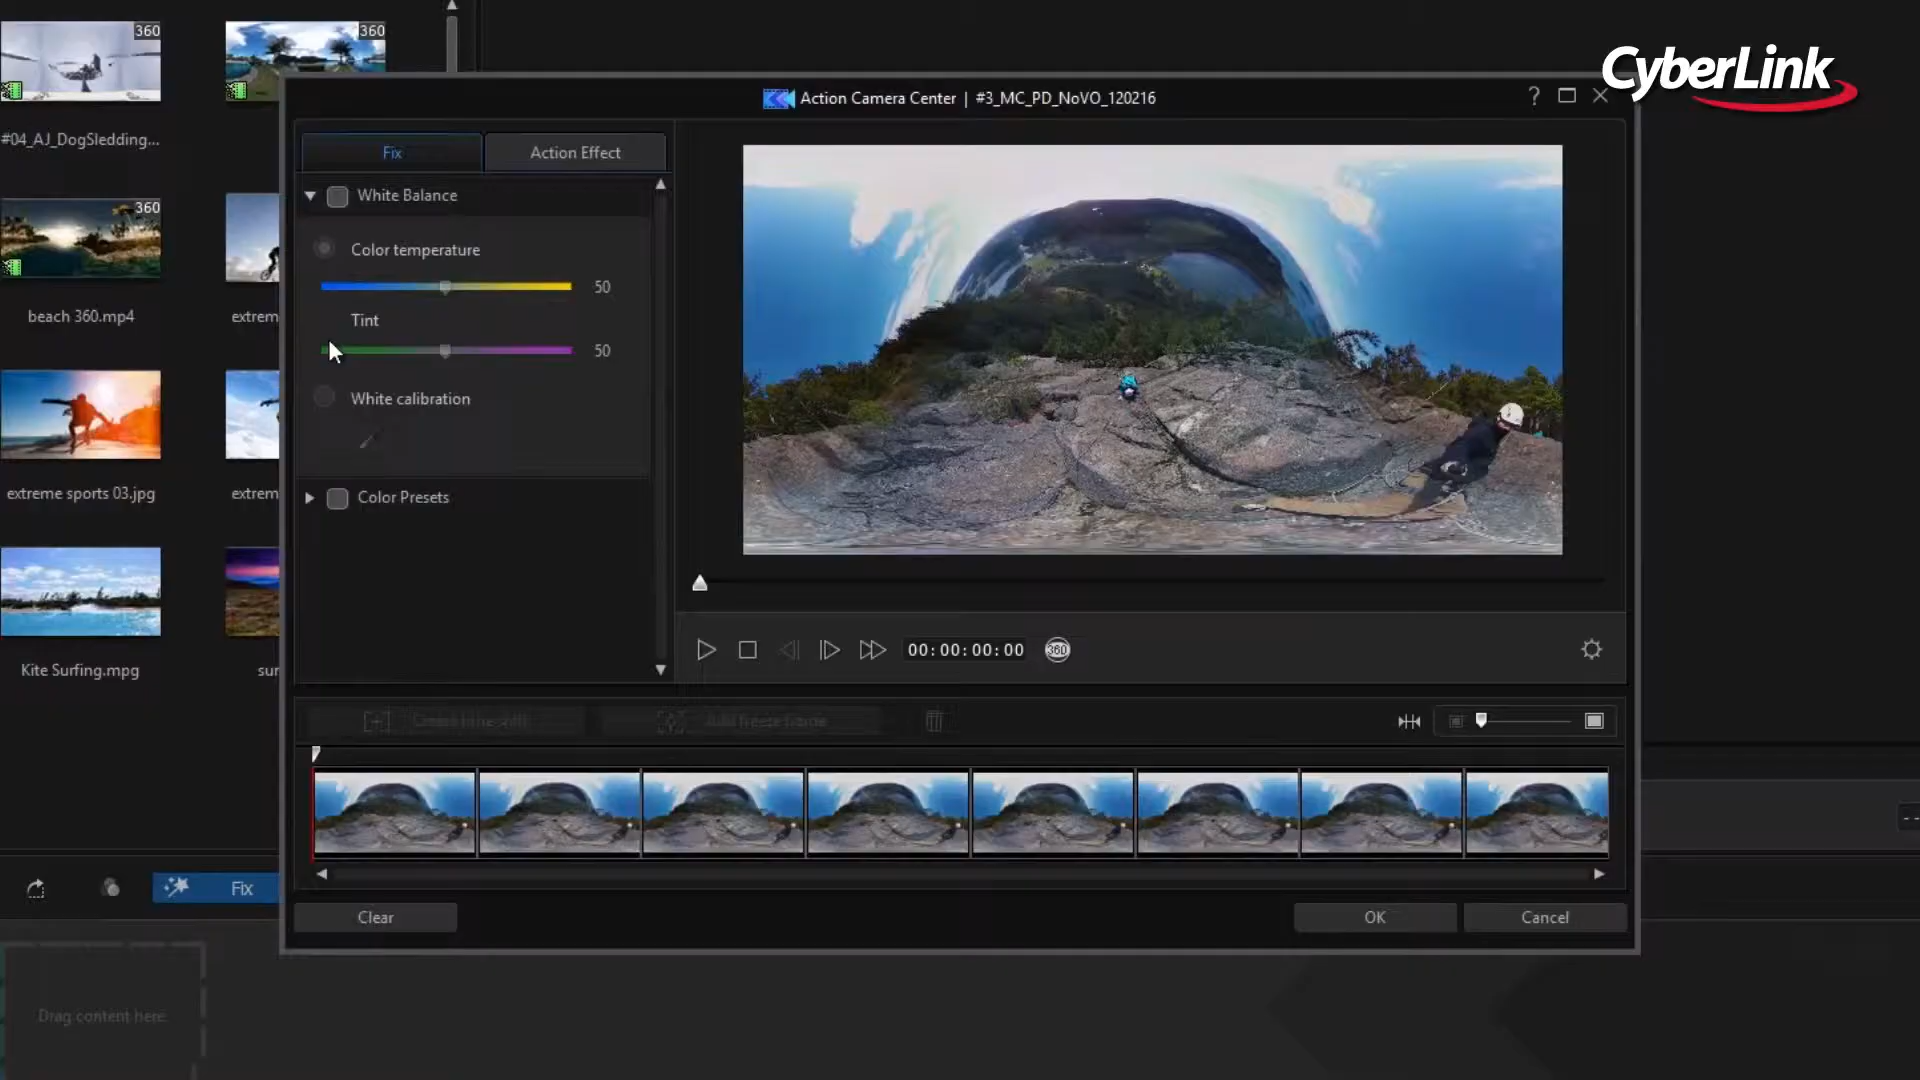 360
360
CyberLink
#04_AJ_DogSledding...
Action Camera Center | #3_MC_PD_NoVO_120216
?
Fix
Action Effect
White Balance
360
Color temperature
50
Tint
beach 360.mp4
extrem
50
White calibration
extreme sports 03.jpg
extrem
Color Presets
Kite Surfing.mpg
sur
00:00:00:00
360
Add freeze frame
Fix
Clear
OK
Cancel
Drag content here.